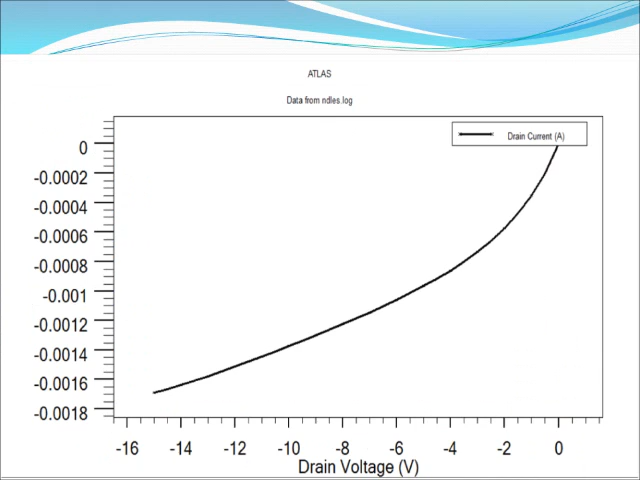 ATLAS
Data from ndles.log
Drain Current (A)
0
-0.0002
-0.0004
-0.0006
-0.0008
-0.001
-0.0012
-0.0014
-0.0016
-0.0018
-16 -14 -12 -10 -8 -6 -4 -2 0
Drain Voltage (V)